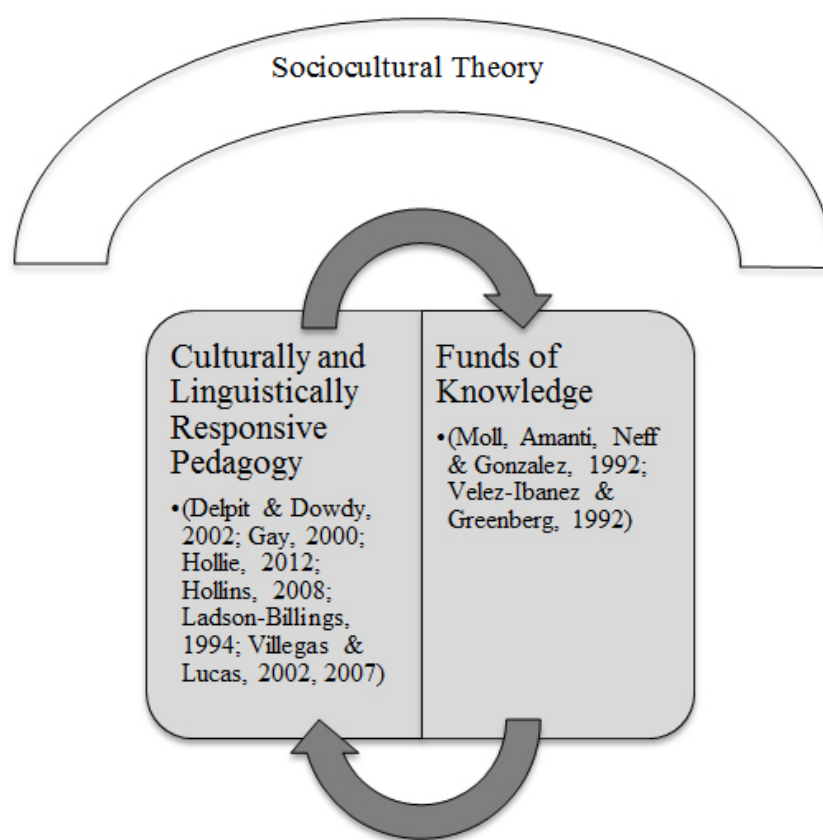 Sociocultural Theory
Culturally and
Linguistically
Responsive
Pedagogy
•(Delpit & Dowdy,
2002; Gay, 2000;
Hollie, 2012;
Hollins, 2008;
Ladson-Billings,
1994; Villegas &
Lucas, 2002, 2007)
Funds of
Knowledge
•(Moll, Amanti, Neff
& Gonzalez, 1992;
Velez-Ibanez &
Greenberg, 1992)